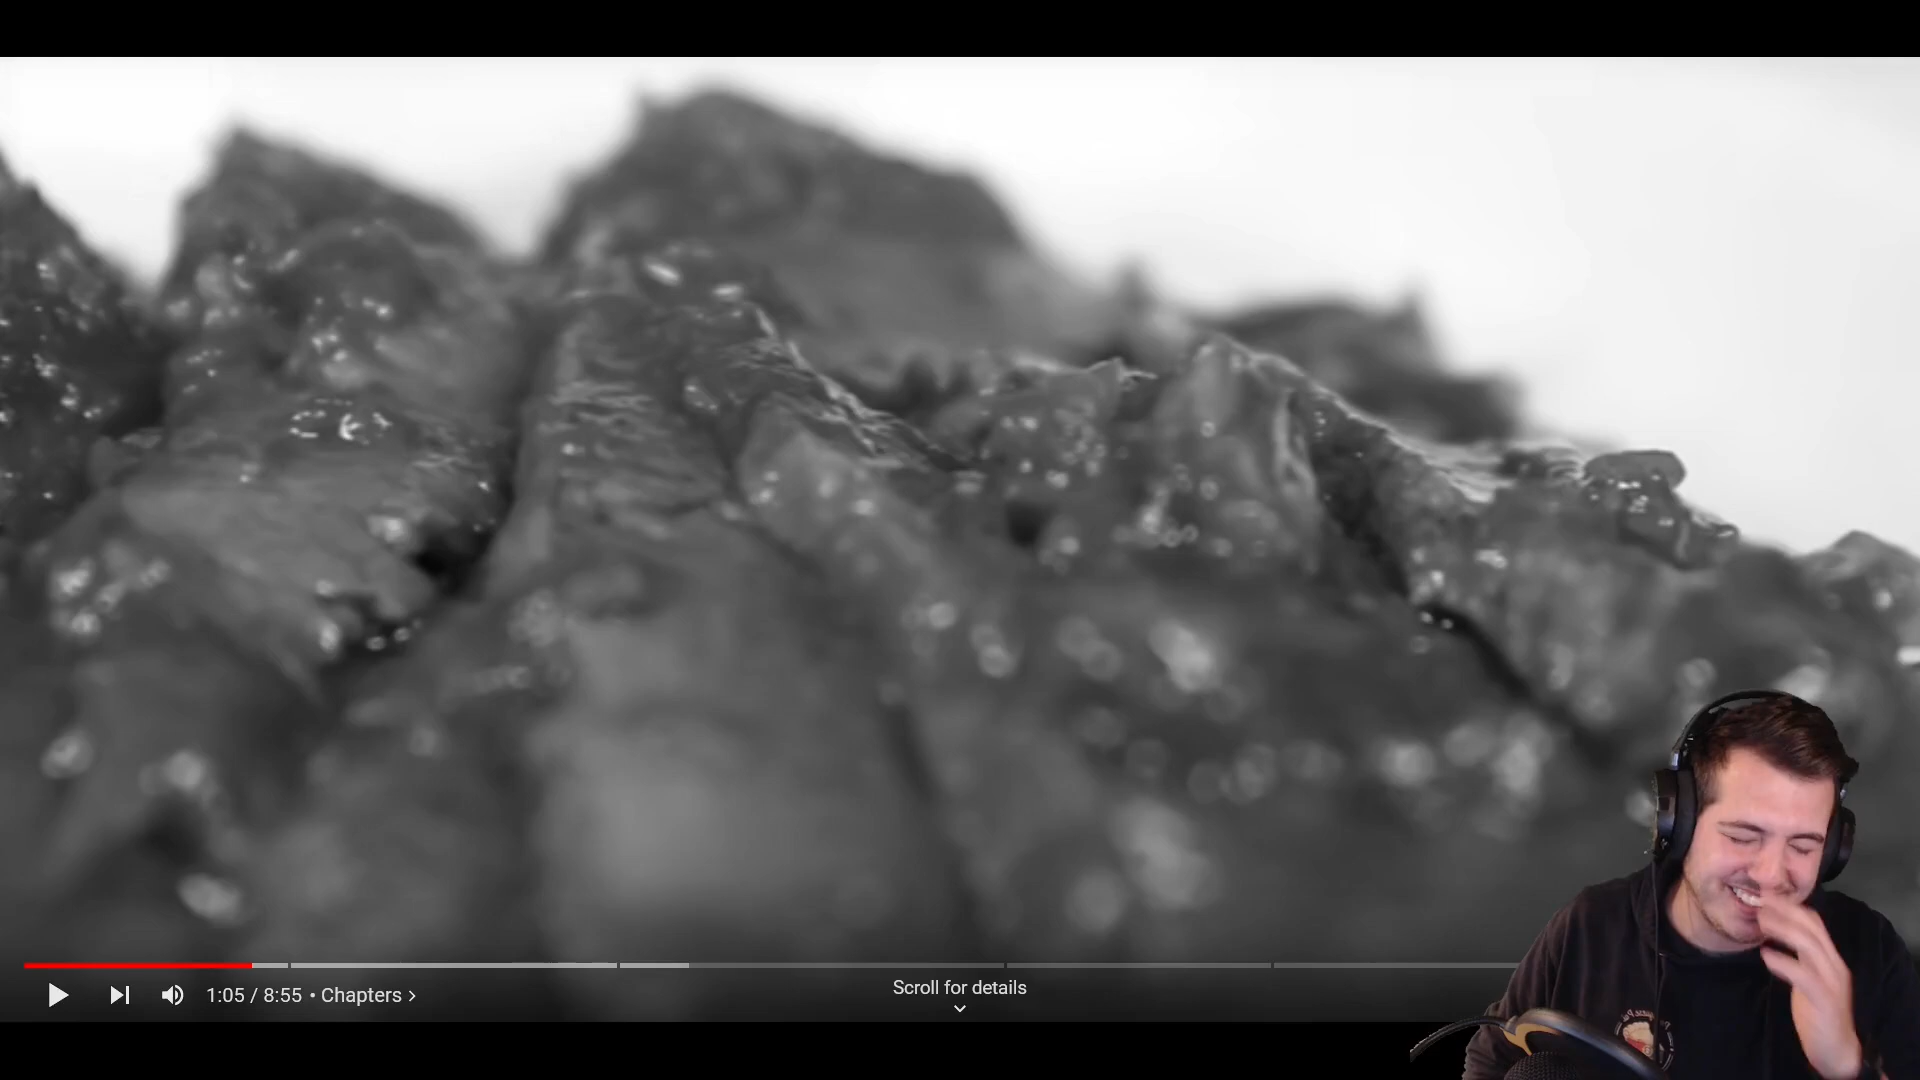 1:05 / 8:55 • Chapters ›
Scroll for details